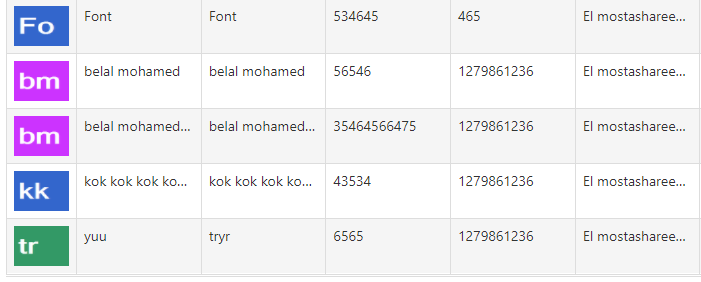 Fo Font Font 534645 465 El mostasharee...
bm belal mohamed belal mohamed 56546 1279861236 El mostasharee...
bm belal mohamed... belal mohamed... 35464566475 1279861236 El mostasharee...
kk kok kok kok ko... kok kok kok ko... 43534 1279861236 El mostasharee...
tr yuu tryr 6565 1279861236 El mostasharee...